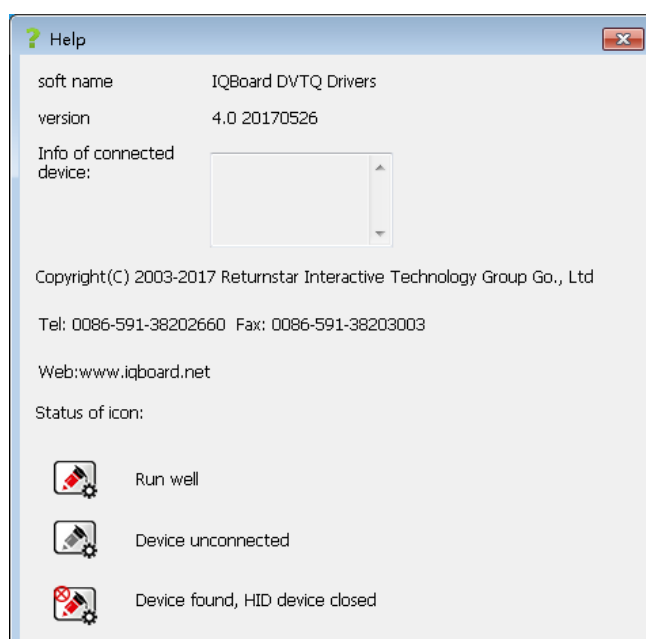 Help
soft name IQBoard DVTQ Drivers
version 4.0 20170526
Info of connected
device:
Copyright(C) 2003-2017 Returnstar Interactive Technology Group Go., Ltd
Tel: 0086-591-38202660 Fax: 0086-591-38203003
Web:www.iqboard.net
Status of icon:
Run well
Device unconnected
Device found, HID device closed